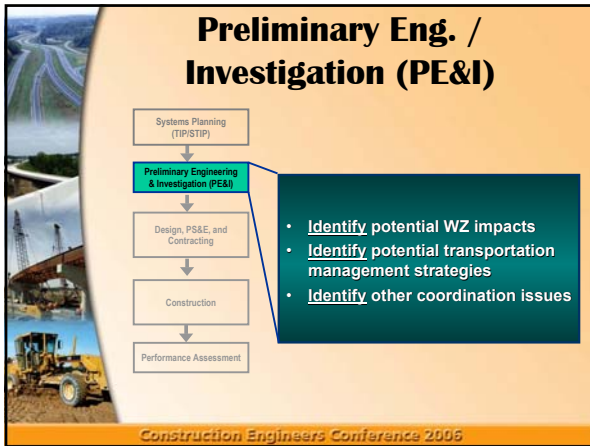 Preliminary Eng. /
Investigation (PE&I)
Systems Planning
(TIP/STIP)
Preliminary Engineering
& Investigation (PE&I)
Design, PS&E, and
Contracting
Construction
Performance Assessment
• Identify potential WZ impacts
• Identify potential transportation
management strategies
• Identify other coordination issues
Construction Engineers Conference 2006